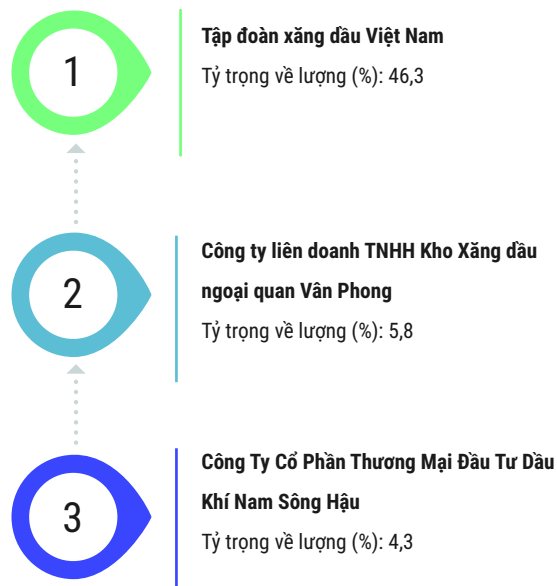 1
Tập đoàn xăng dầu Việt Nam
Tỷ trọng về lượng (%): 46,3
2
Công ty liên doanh TNHH Kho Xăng dầu
ngoại quan Vân Phong
Tỷ trọng về lượng (%): 5,8
3
Công Ty Cổ Phần Thương Mại Đầu Tư Dầu
Khí Nam Sông Hậu
Tỷ trọng về lượng (%): 4,3